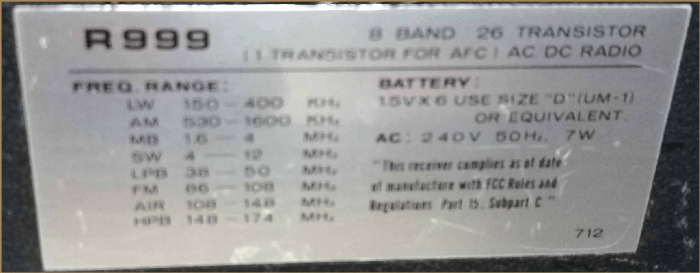 R999
8 BAND 26 TRANSISTOR
(1 TRANSISTOR FOR AFC) AC DC RADIO
FREQ. RANGE:
LW 150 — 400 KHz
AM 530 — 1600 KHz
MB 1.6 — 4 MHz
SW 4 — 12 MHz
LPB 38 — 50 MHz
FM 86 — 108 MHz
AIR 108 — 148 MHz
HPB 148 — 174 MHz
BATTERY:
1.5V X 6 USE SIZE "D" (UM-1)
OR EQUIVALENT.
AC: 240V 50Hz, 7W
"This receiver complies as of date
of manufacture with FCC Rules and
Regulations Part 15, Subpart C."
712